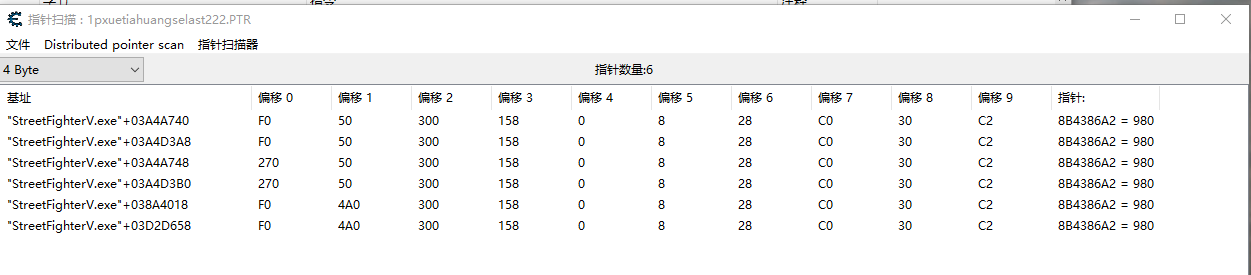 指针扫描 : 1pxuetiahuangselast222.PTR
文件 Distributed pointer scan 指针扫描器
4 Byte 指针数量:6
基址 偏移 0 偏移 1 偏移 2 偏移 3 偏移 4 偏移 5 偏移 6 偏移 7 偏移 8 偏移 9 指针:
"StreetFighterV.exe"+03A4A740 F0 50 300 158 0 8 28 C0 30 C2 8B4386A2 = 980
"StreetFighterV.exe"+03A4D3A8 F0 50 300 158 0 8 28 C0 30 C2 8B4386A2 = 980
"StreetFighterV.exe"+03A4A748 270 50 300 158 0 8 28 C0 30 C2 8B4386A2 = 980
"StreetFighterV.exe"+03A4D3B0 270 50 300 158 0 8 28 C0 30 C2 8B4386A2 = 980
"StreetFighterV.exe"+038A4018 F0 4A0 300 158 0 8 28 C0 30 C2 8B4386A2 = 980
"StreetFighterV.exe"+03D2D658 F0 4A0 300 158 0 8 28 C0 30 C2 8B4386A2 = 980